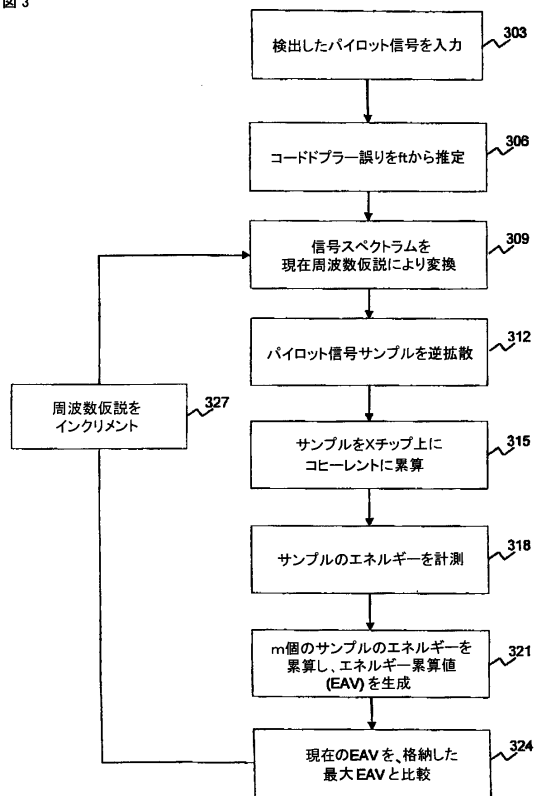 図 3
検出したパイロット信号を入力
303
コードドプラー誤りをftから推定
306
信号スペクトラムを
現在周波数仮説により変換
309
パイロット信号サンプルを逆拡散
312
周波数仮説を
インクリメント
327
サンプルをXチップ上に
コヒーレントに累算
315
サンプルのエネルギーを計測
318
m個のサンプルのエネルギーを
累算し、エネルギー累算値
(EAV) を生成
321
現在のEAV を、格納した
最大 EAV と比較
324